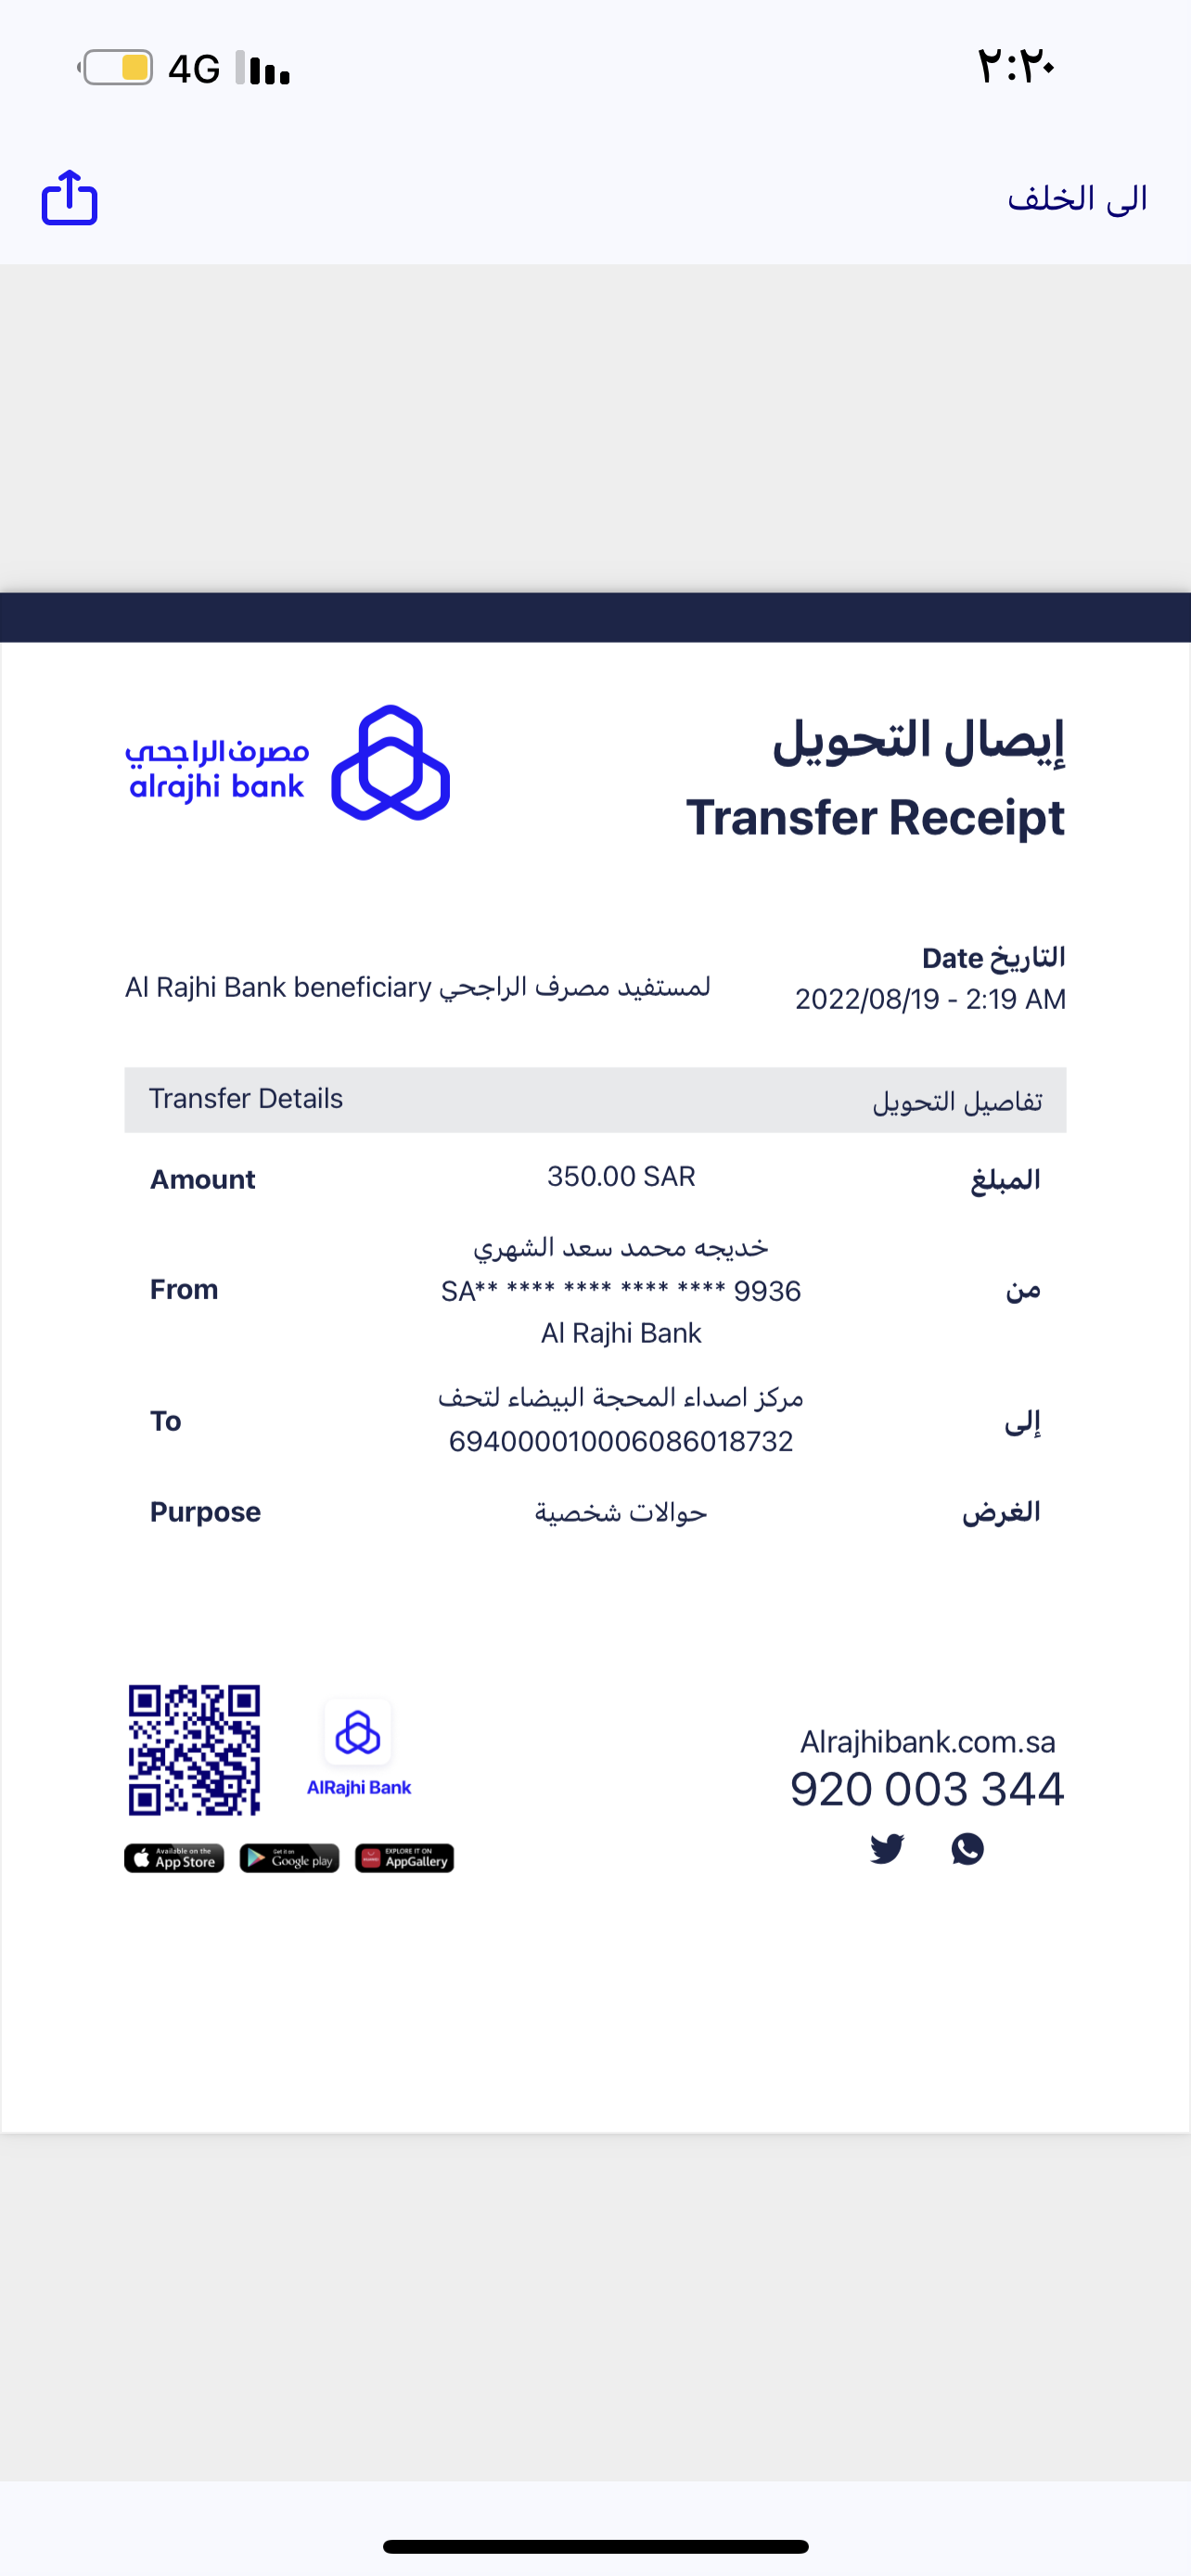 4G ٢:٢٠
الى الخلف
إيصال التحويل
Transfer Receipt
مصرف الراجحي
alrajhi bank
التاريخ Date
2022/08/19 - 2:19 AM
لمستفيد مصرف الراجحي Al Rajhi Bank beneficiary
Transfer Details تفاصيل التحويل
Amount 350.00 SAR المبلغ
خديجه محمد سعد الشهري
From SA** **** **** **** **** 9936 من
Al Rajhi Bank
مركز اصداء المحجة البيضاء لتحف
To إلى
694000010006086018732
Purpose حوالات شخصية الغرض
AlRajhi Bank
Alrajhibank.com.sa
920 003 344
Available on the
App Store
Get it on
Google play
EXPLORE IT ON
AppGallery